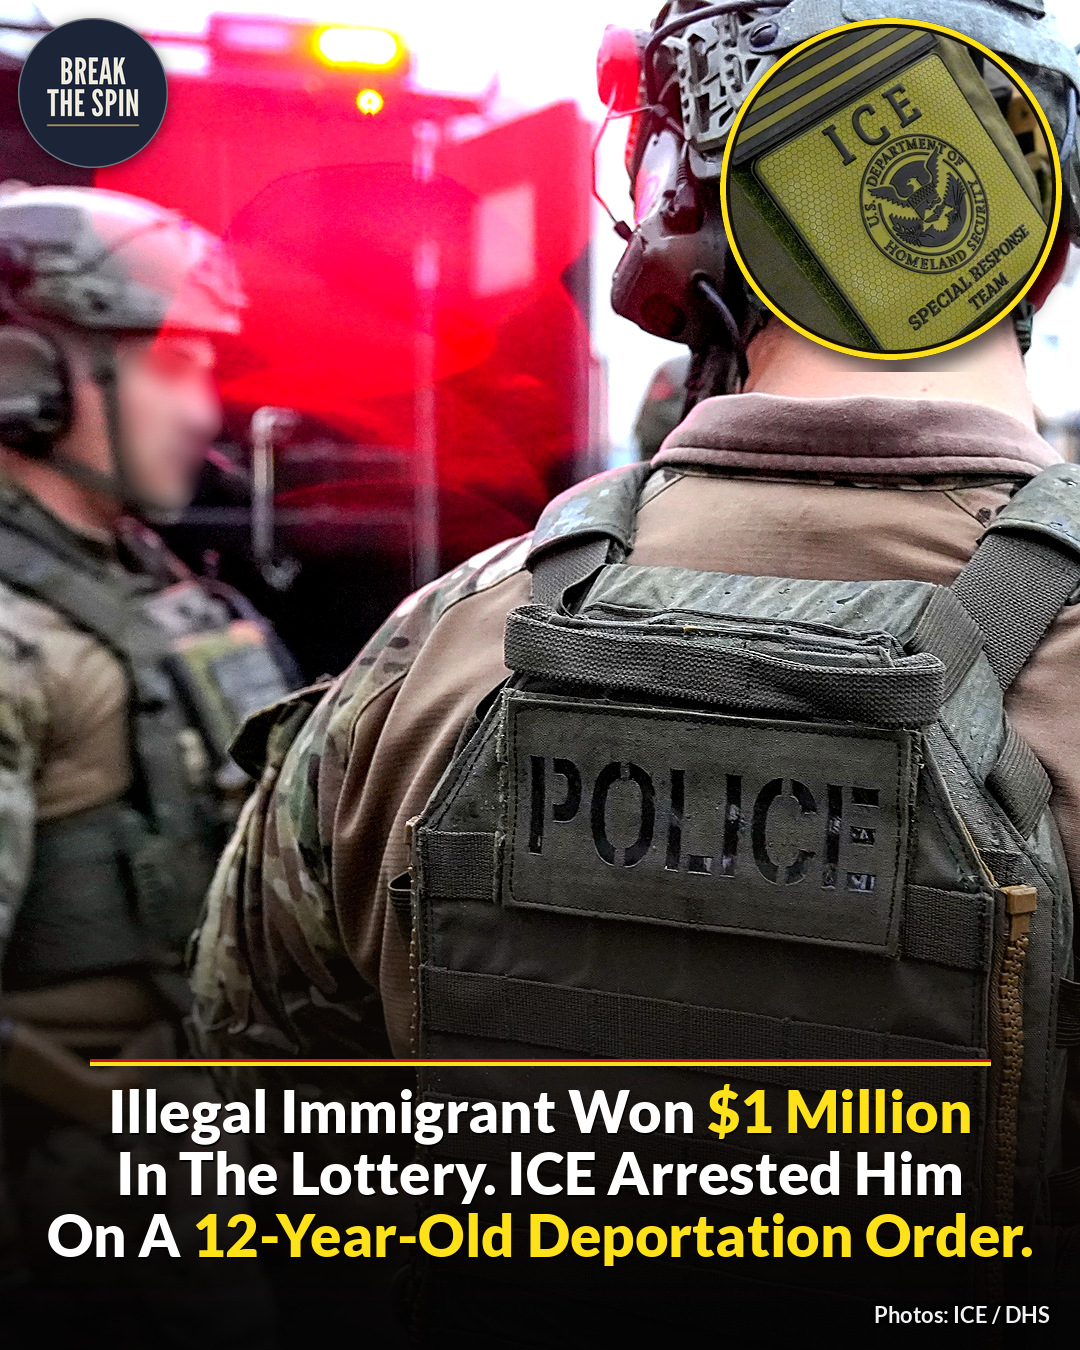 BREAK
THE SPIN
ICE
U.S. DEPARTMENT OF
HOMELAND SECURITY
SPECIAL RESPONSE
TEAM
POLICE
Illegal Immigrant Won $1 Million
In The Lottery. ICE Arrested Him
On A 12-Year-Old Deportation Order.
Photos: ICE / DHS